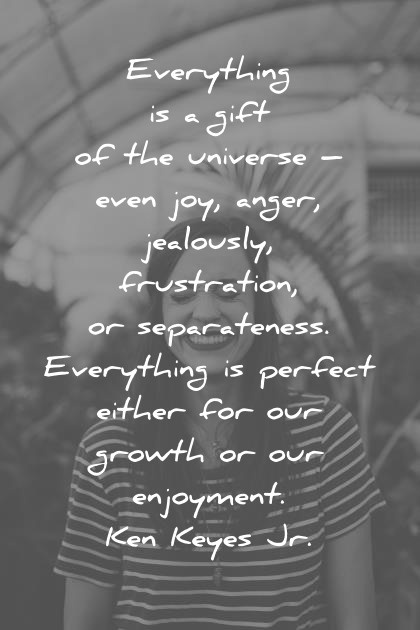 Everything
is a gift
of the universe –
even joy, anger,
jealously,
frustration,
or separateness.
Everything is perfect
either for our
growth or our
enjoyment.
Ken Keyes Jr.